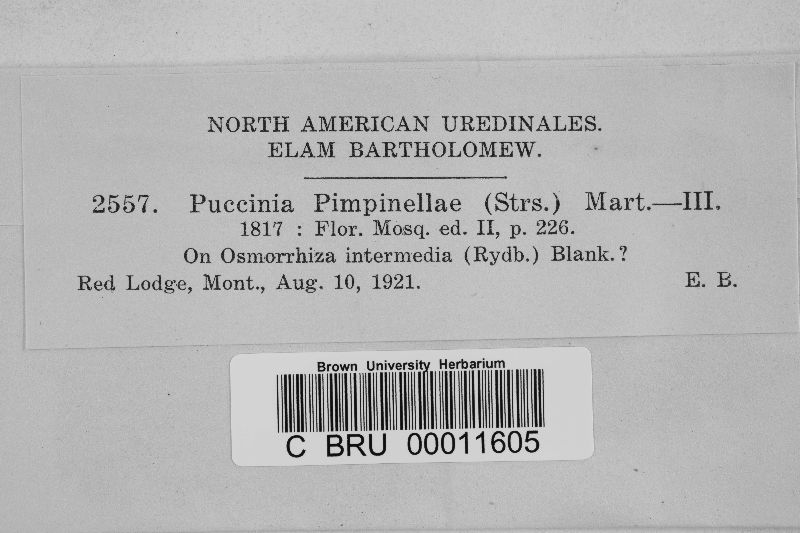 NORTH AMERICAN UREDINALES.
ELAM BARTHOLOMEW.
2557. Puccinia Pimpinellae (Strs.) Mart.—III.
1817 : Flor. Mosq. ed. II, p. 226.
On Osmorrhiza intermedia (Rydb.) Blank.?
Red Lodge, Mont., Aug. 10, 1921. E. B.
Brown University Herbarium
C BRU 00011605